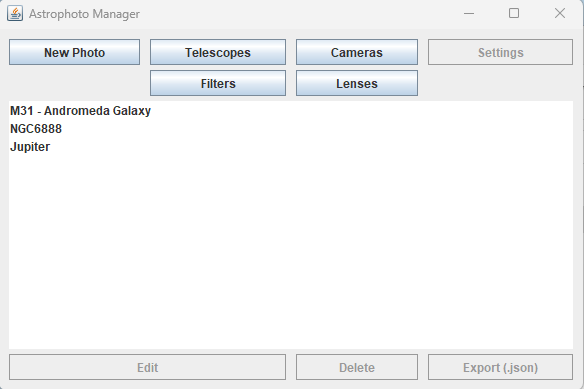 Astrophoto Manager
New Photo Telescopes Cameras Settings
Filters Lenses
M31 - Andromeda Galaxy
NGC6888
Jupiter
Edit Delete Export (.json)